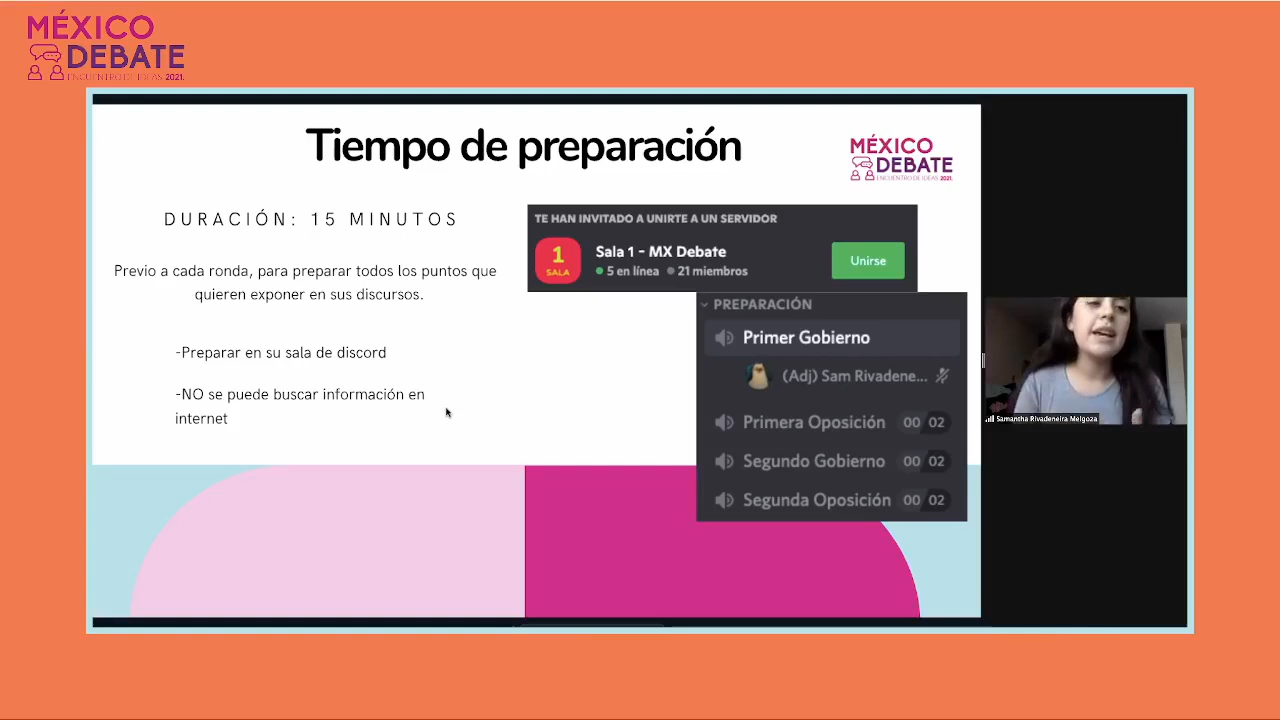 MÉXICO
DEBATE
ENCUENTRO DE IDEAS 2021.
Tiempo de preparación
MÉXICO
DEBATE
ENCUENTRO DE IDEAS 2021.
DURACIÓN: 15 MINUTOS
Previo a cada ronda, para preparar todos los puntos que
quieren exponer en sus discursos.
-Preparar en su sala de discord
-NO se puede buscar información en
internet
TE HAN INVITADO A UNIRTE A UN SERVIDOR
1
SALA
Sala 1 - MX Debate
5 en línea 21 miembros
Unirse
PREPARACIÓN
Primer Gobierno
(Adj) Sam Rivadene...
Primera Oposición 00 02
Segundo Gobierno 00 02
Segunda Oposición 00 02
Samantha Rivadeneira Melgoza